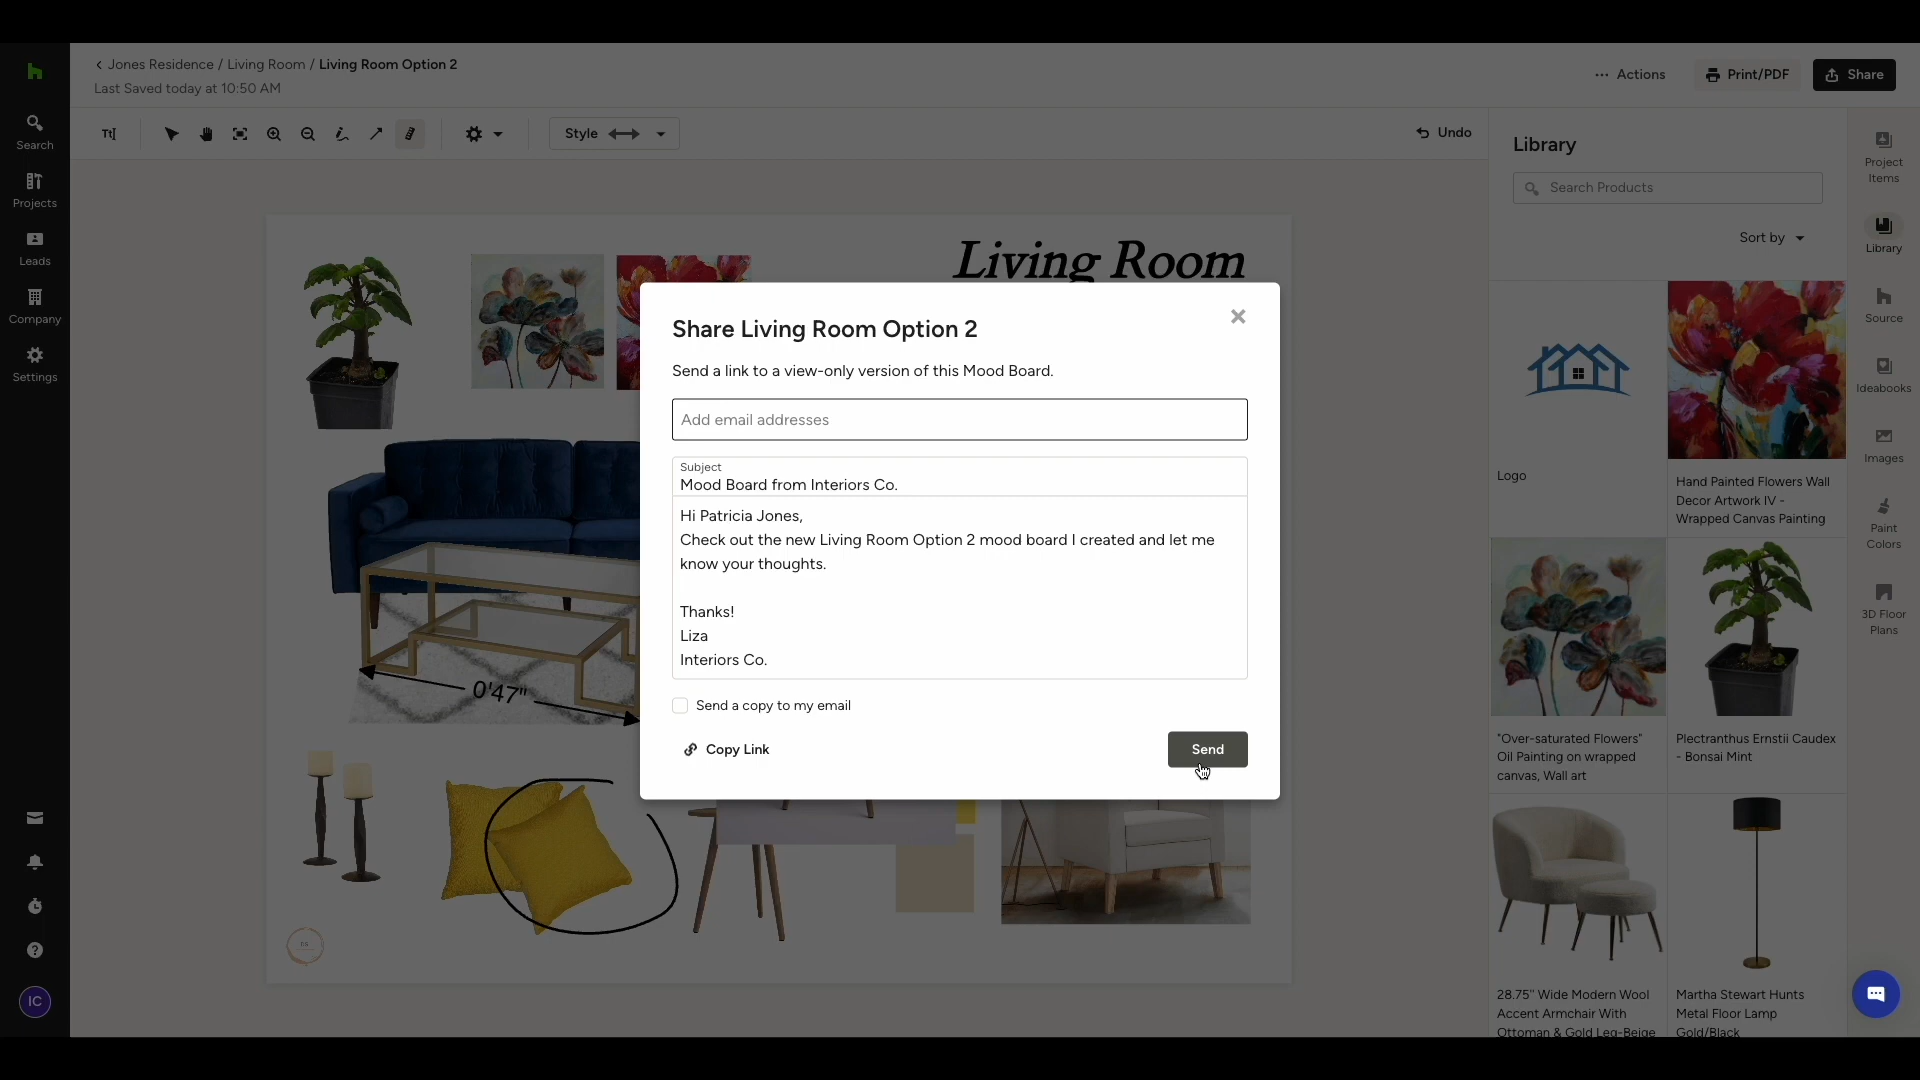 Jones Residence / Living Room / Living Room Option 2
Last Saved today at 10:50 AM
Actions
Print/PDF
Share
Search
Projects
Leads
Company
Settings
IC
TtI
Style
Undo
Living Room
0'47"
Share Living Room Option 2
Send a link to a view-only version of this Mood Board.
Add email addresses
Subject
Mood Board from Interiors Co.
Hi Patricia Jones,
Check out the new Living Room Option 2 mood board I created and let me
know your thoughts.
Thanks!
Liza
Interiors Co.
Send a copy to my email
Copy Link
Send
Library
Search Products
Sort by
Logo
Hand Painted Flowers Wall
Decor Artwork IV -
Wrapped Canvas Painting
"Over-saturated Flowers"
Oil Painting on wrapped
canvas, Wall art
Plectranthus Ernstii Caudex
- Bonsai Mint
28.75" Wide Modern Wool
Accent Armchair With
Ottoman & Gold Leg-Beige
Martha Stewart Hunts
Metal Floor Lamp
Gold/Black
Project
Items
Library
Source
Ideabooks
Images
Paint
Colors
3D Floor
Plans